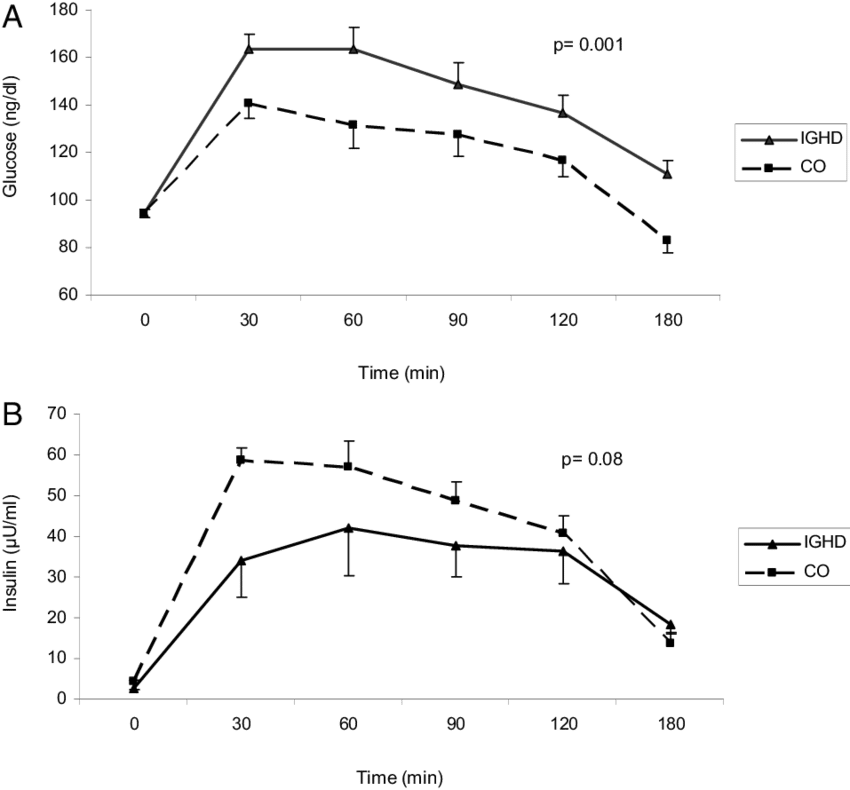 A
180
160
140
120
100
80
60
Glucose (ng/dl)
p= 0.001
IGHD
CO
0 30 60 90 120 180
Time (min)
B
70
60
50
40
30
20
10
0
Insulin (µU/ml)
p= 0.08
IGHD
CO
0 30 60 90 120 180
Time (min)